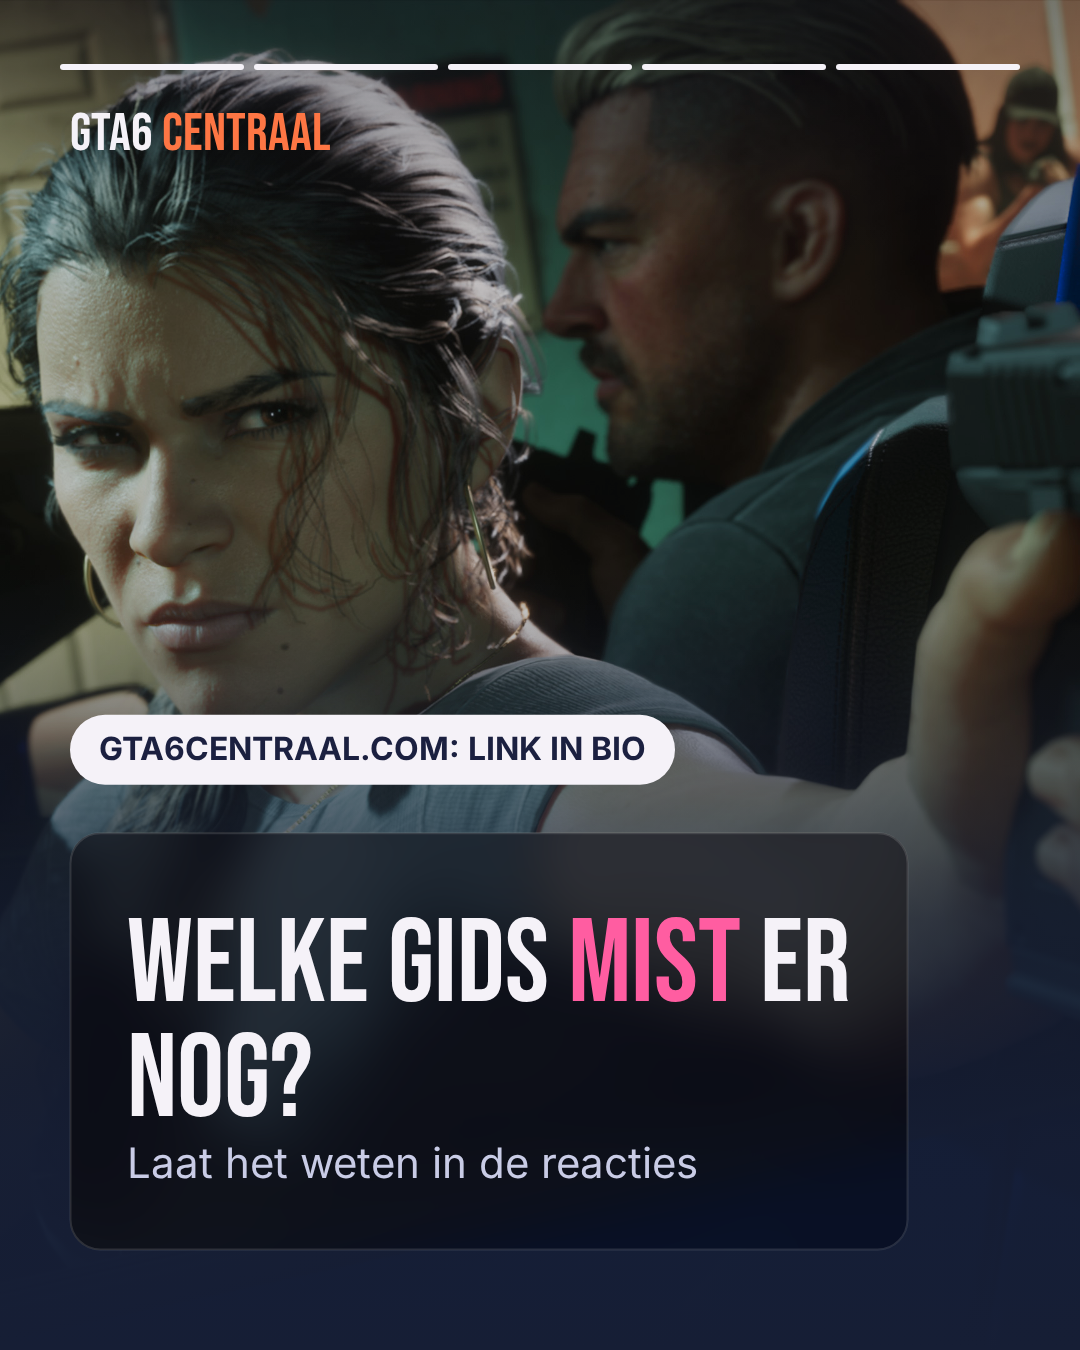 GTA6 CENTRAAL
GTA6CENTRAAL.COM: LINK IN BIO
WELKE GIDS MIST ER
NOG?
Laat het weten in de reacties